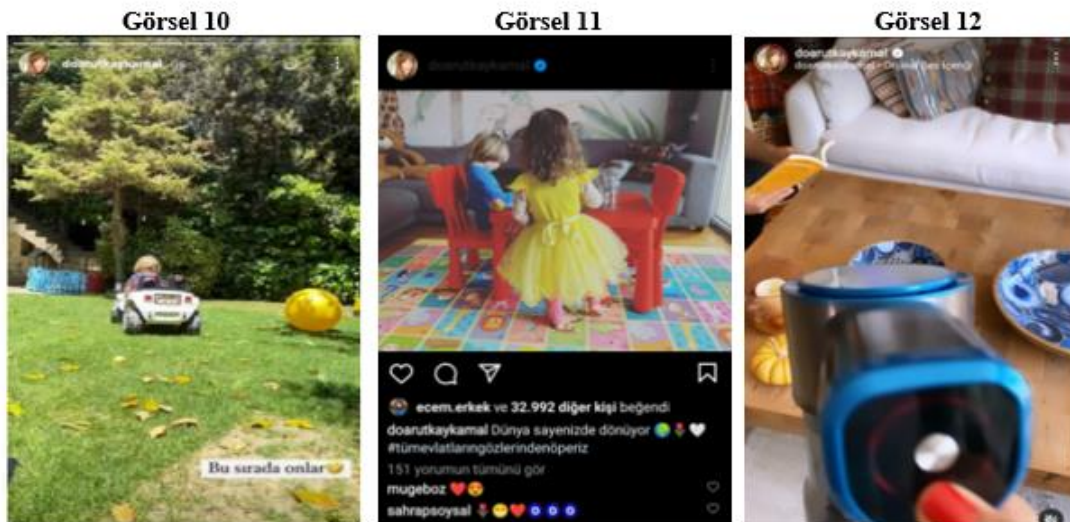 Görsel 10
Görsel 11
Görsel 12
doarutkaykamal
doarutkaykamal
doarutkaykamal
doarutkaykamal
Bu sırada onlar😂
ecem.erkek ve 32.992 diğer kişi beğendi
doarutkaykamal Dünya sayenizde dönüyor 🌍🌷🤍
#tümevlatlarıngözlerindenöperiz
151 yorumun tümünü gör
mugeboz ❤️😍
sahrapsoysal 🌷😁❤️🧿🧿🧿